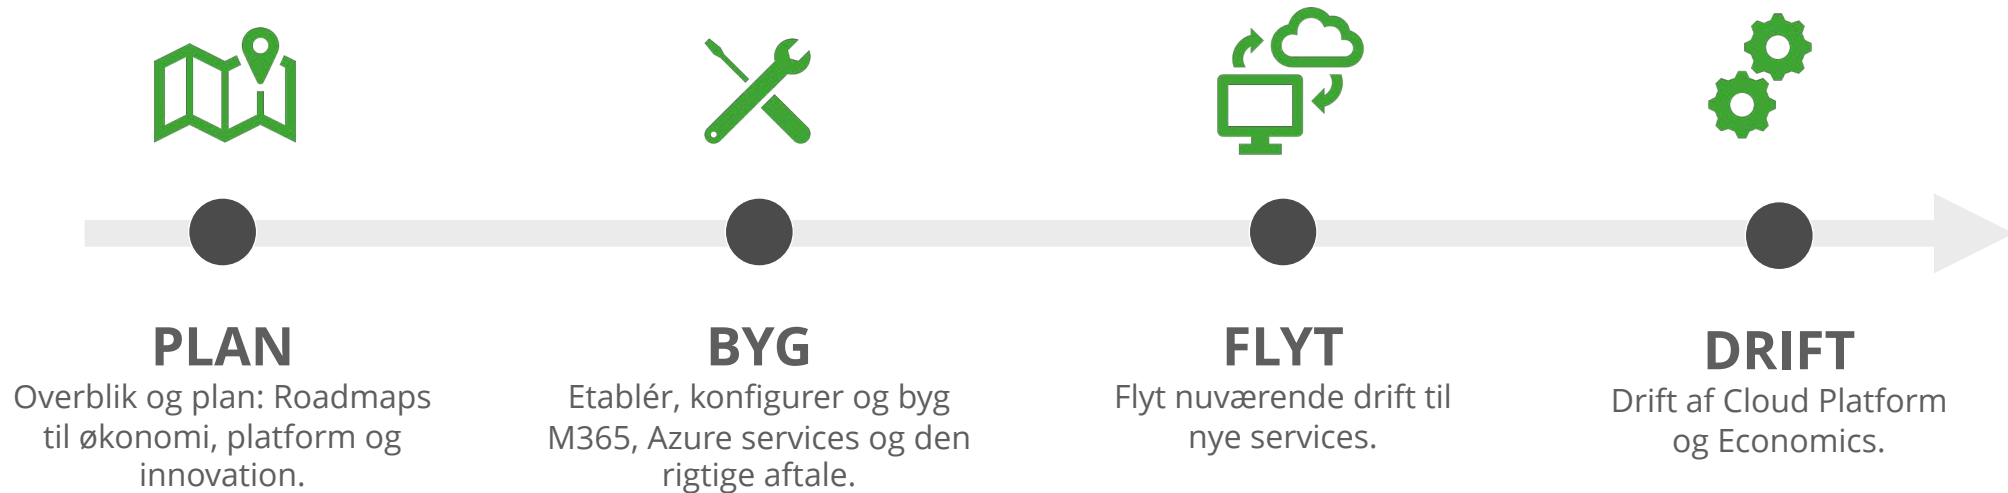 PLAN
Overblik og plan: Roadmaps
til økonomi, platform og
innovation.
BYG
Etablér, konfigurer og byg
M365, Azure services og den
rigtige aftale.
FLYT
Flyt nuværende drift til
nye services.
DRIFT
Drift af Cloud Platform
og Economics.